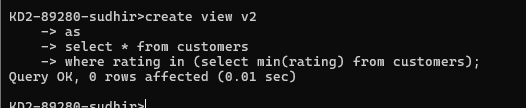 KD2-89280-sudhir>create view v2
-> as
-> select * from customers
-> where rating in (select min(rating) from customers);
Query OK, 0 rows affected (0.01 sec)
KD2-89280-sudhir>